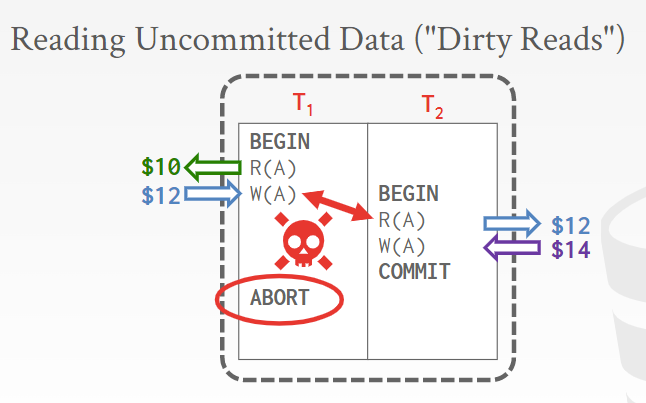 Reading Uncommitted Data ("Dirty Reads")
T1 T2
BEGIN
$10 R(A)
$12 W(A) BEGIN
R(A) $12
W(A) $14
COMMIT
ABORT